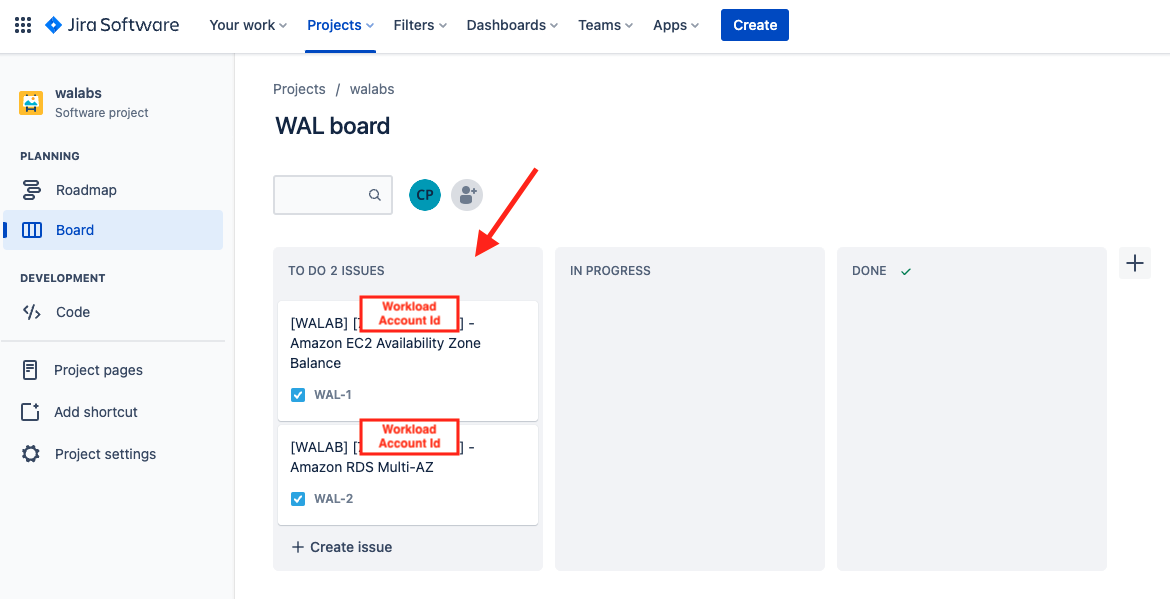 Jira Software
Your work
Projects
Filters
Dashboards
Teams
Apps
Create
walabs
Software project
PLANNING
Roadmap
Board
DEVELOPMENT
Code
Project pages
Add shortcut
Project settings
Projects / walabs
WAL board
CP
TO DO 2 ISSUES
Workload
Account Id
[WALAB] [ ] -
Amazon EC2 Availability Zone
Balance
WAL-1
Workload
Account Id
[WALAB] [ ] -
Amazon RDS Multi-AZ
WAL-2
+ Create issue
IN PROGRESS
DONE